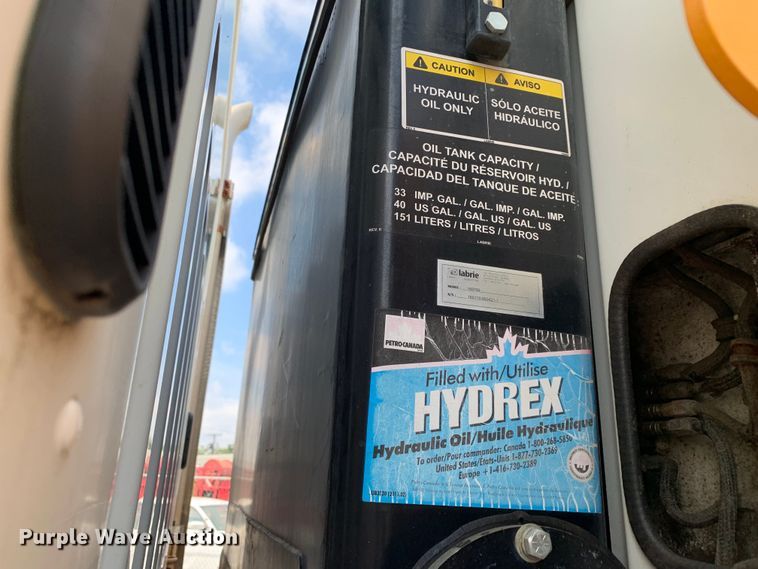 CAUTION
AVISO
HYDRAULIC
OIL ONLY
SÓLO ACEITE
HIDRÁULICO
OIL TANK CAPACITY /
CAPACITÉ DU RÉSERVOIR HYD. /
CAPACIDAD DEL TANQUE DE ACEITE
33 IMP. GAL. / GAL. IMP. / GAL. IMP.
40 US GAL. / GAL. US / GAL. US
151 LITERS / LITRES / LITROS
LABRIE
labrie
PETRO-CANADA
Filled with/Utilise
HYDREX
Hydraulic Oil/Huile Hydraulique
To order/Pour commander: Canada 1-800-268-5850
United States/Etats-Unis 1-877-730-2369
Europe +1-416-730-2389
Purple Wave Auction